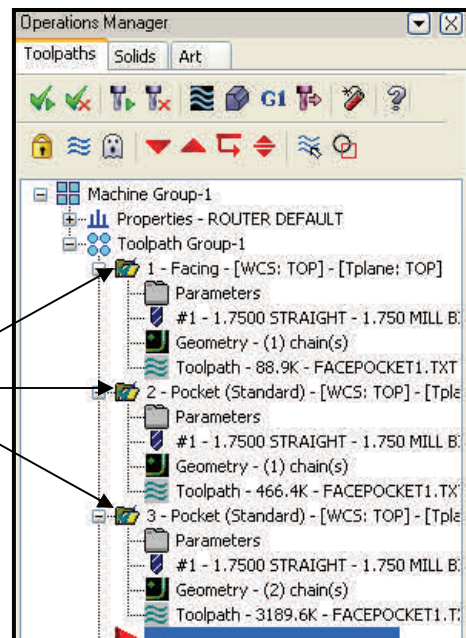 Operations Manager
Toolpaths Solids Art
G1
Machine Group-1
Properties - ROUTER DEFAULT
Toolpath Group-1
1 - Facing - [WCS: TOP] - [Tplane: TOP]
Parameters
#1 - 1.7500 STRAIGHT - 1.750 MILL B
Geometry - (1) chain(s)
Toolpath - 88.9K - FACEPOCKET1.TXT
2 - Pocket (Standard) - [WCS: TOP] - [Tpla
Parameters
#1 - 1.7500 STRAIGHT - 1.750 MILL B
Geometry - (1) chain(s)
Toolpath - 466.4K - FACEPOCKET1.TX
3 - Pocket (Standard) - [WCS: TOP] - [Tpla
Parameters
#1 - 1.7500 STRAIGHT - 1.750 MILL B
Geometry - (2) chain(s)
Toolpath - 3189.6K - FACEPOCKET1.T